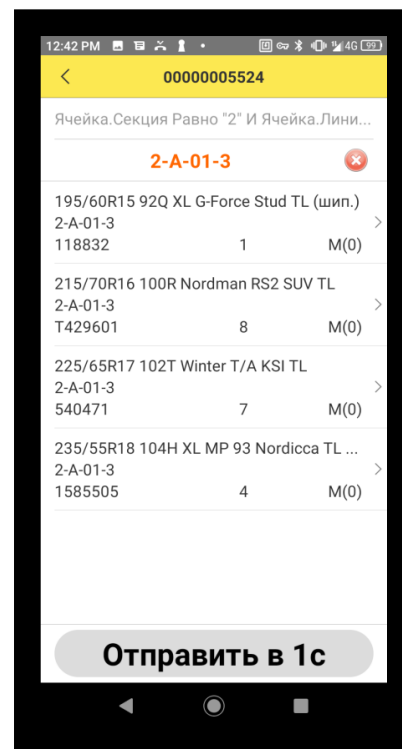 12:42 PM 4G 99
00000005524
Ячейка.Секция Равно "2" И Ячейка.Лини...
2-A-01-3
195/60R15 92Q XL G-Force Stud TL (шип.)
2-A-01-3
118832 1 M(0)
215/70R16 100R Nordman RS2 SUV TL
2-A-01-3
T429601 8 M(0)
225/65R17 102T Winter T/A KSI TL
2-A-01-3
540471 7 M(0)
235/55R18 104H XL MP 93 Nordicca TL ...
2-A-01-3
1585505 4 M(0)
Отправить в 1с